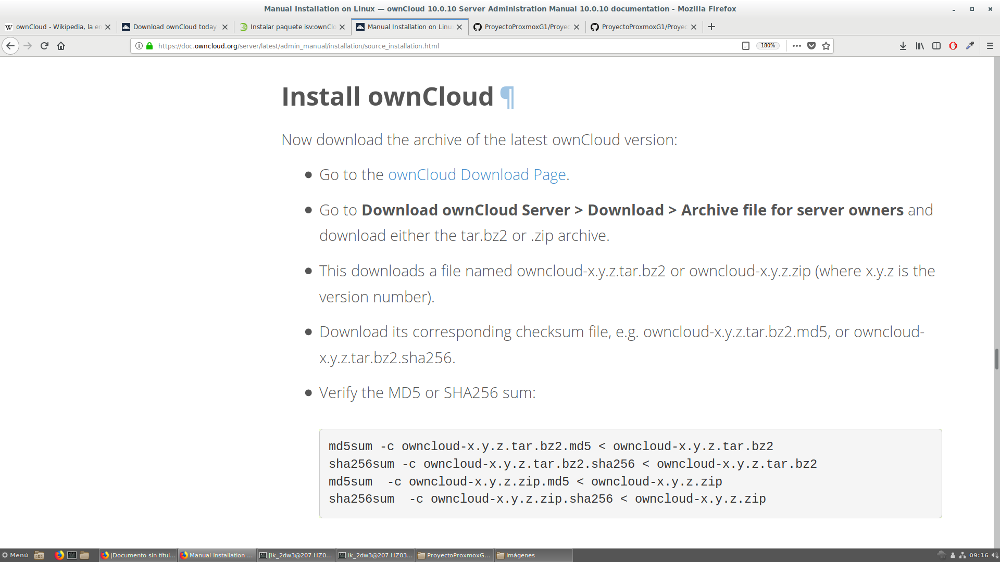 Manual Installation on Linux — ownCloud 10.0.10 Server Administration Manual 10.0.10 documentation - Mozilla Firefox
ownCloud - Wikipedia, la en
Download ownCloud today
Instalar paquete isv:ownClo
Manual Installation on Linu
ProyectoProxmoxG1/Proyec
ProyectoProxmoxG1/Proyec
https://doc.owncloud.org/server/latest/admin_manual/installation/source_installation.html
180%
Install ownCloud ¶
Now download the archive of the latest ownCloud version:
• Go to the ownCloud Download Page.
• Go to Download ownCloud Server > Download > Archive file for server owners and
download either the tar.bz2 or .zip archive.
• This downloads a file named owncloud-x.y.z.tar.bz2 or owncloud-x.y.z.zip (where x.y.z is the
version number).
• Download its corresponding checksum file, e.g. owncloud-x.y.z.tar.bz2.md5, or owncloud-
x.y.z.tar.bz2.sha256.
• Verify the MD5 or SHA256 sum:
md5sum -c owncloud-x.y.z.tar.bz2.md5 < owncloud-x.y.z.tar.bz2
sha256sum -c owncloud-x.y.z.tar.bz2.sha256 < owncloud-x.y.z.tar.bz2
md5sum  -c owncloud-x.y.z.zip.md5 < owncloud-x.y.z.zip
sha256sum  -c owncloud-x.y.z.zip.sha256 < owncloud-x.y.z.zip
Menú
|Documento sin títul...
Manual Installation ...
[ik_2dw3@207-HZ0...
ik_2dw3@207-HZ03...
ProyectoProxmoxG...
Imágenes
09:16